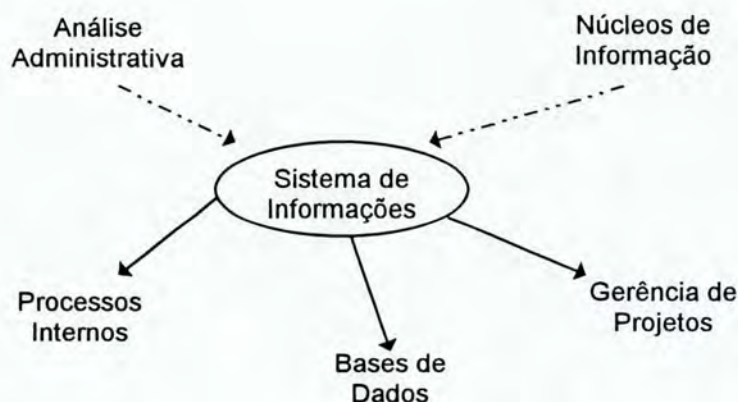 Análise
Administrativa
Núcleos de
Informação
Sistema de
Informações
Processos
Internos
Bases de
Dados
Gerência de
Projetos